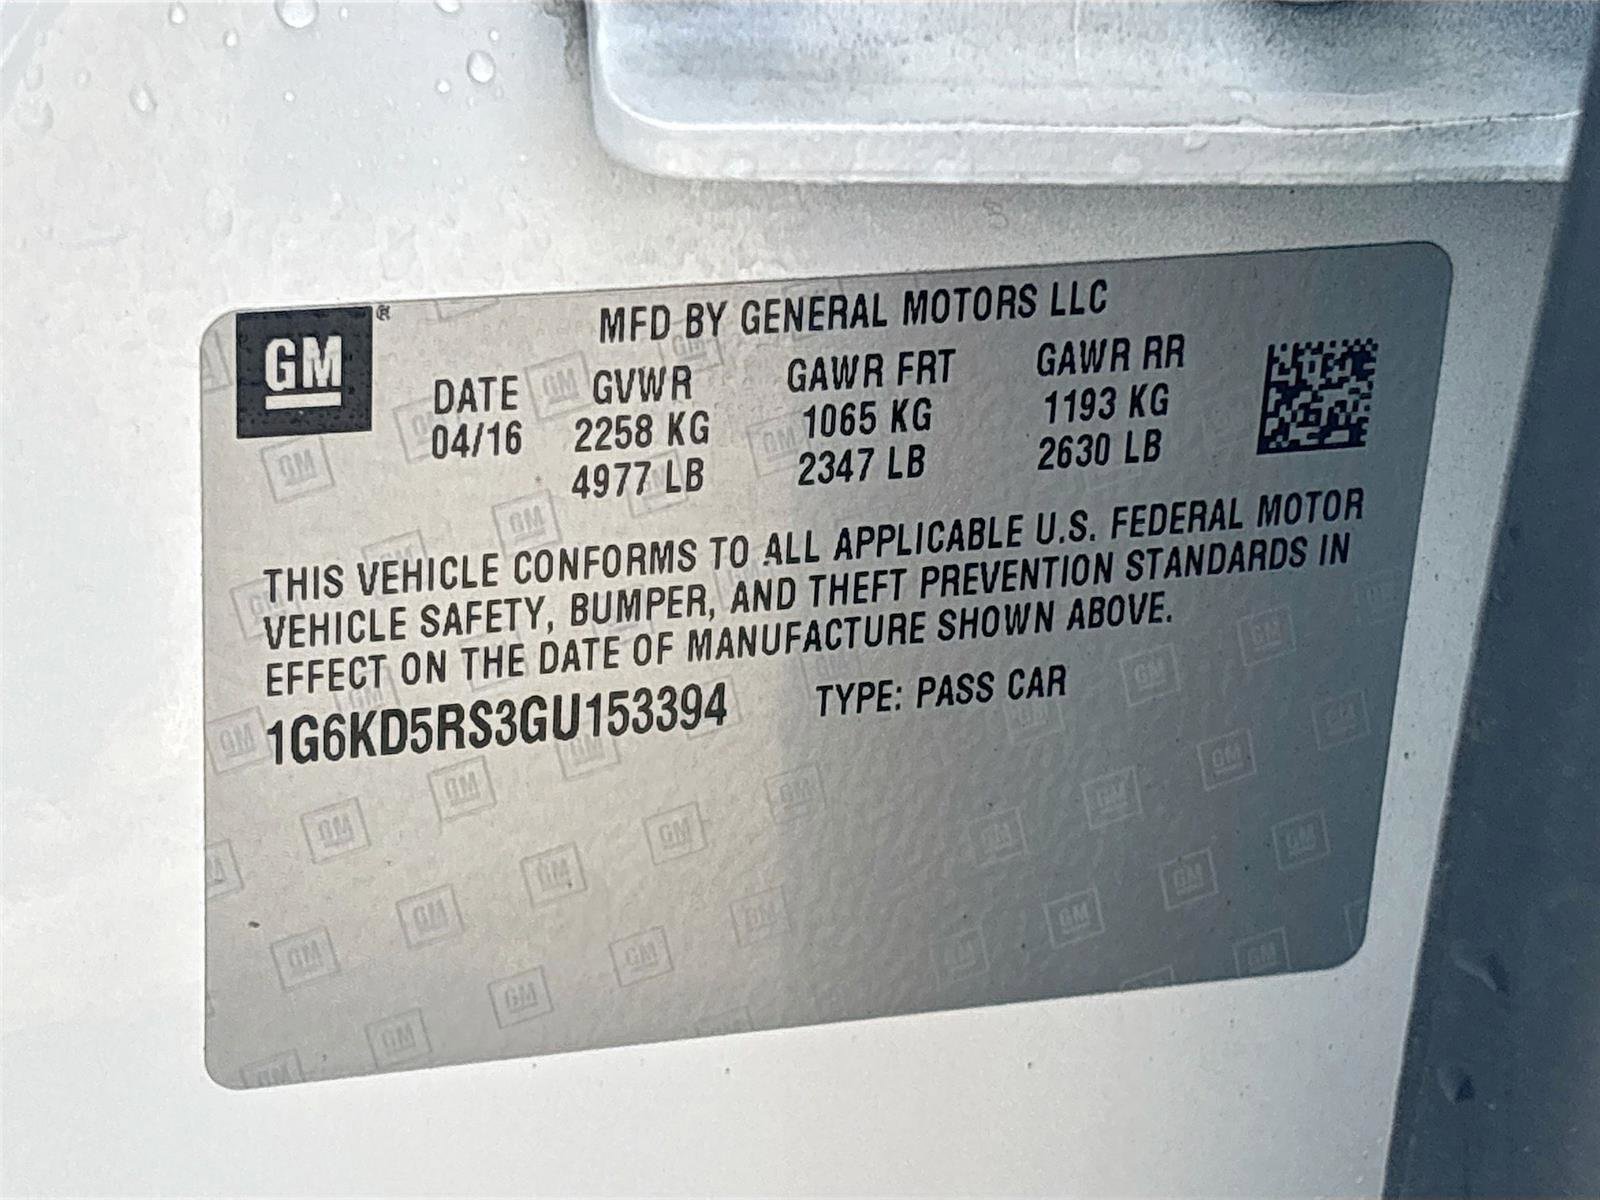 GM®
MFD BY GENERAL MOTORS LLC
DATE GVWR GAWR FRT GAWR RR
04/16 2258 KG 1065 KG 1193 KG
4977 LB 2347 LB 2630 LB
THIS VEHICLE CONFORMS TO ALL APPLICABLE U.S. FEDERAL MOTOR
VEHICLE SAFETY, BUMPER, AND THEFT PREVENTION STANDARDS IN
EFFECT ON THE DATE OF MANUFACTURE SHOWN ABOVE.
1G6KD5RS3GU153394 TYPE: PASS CAR